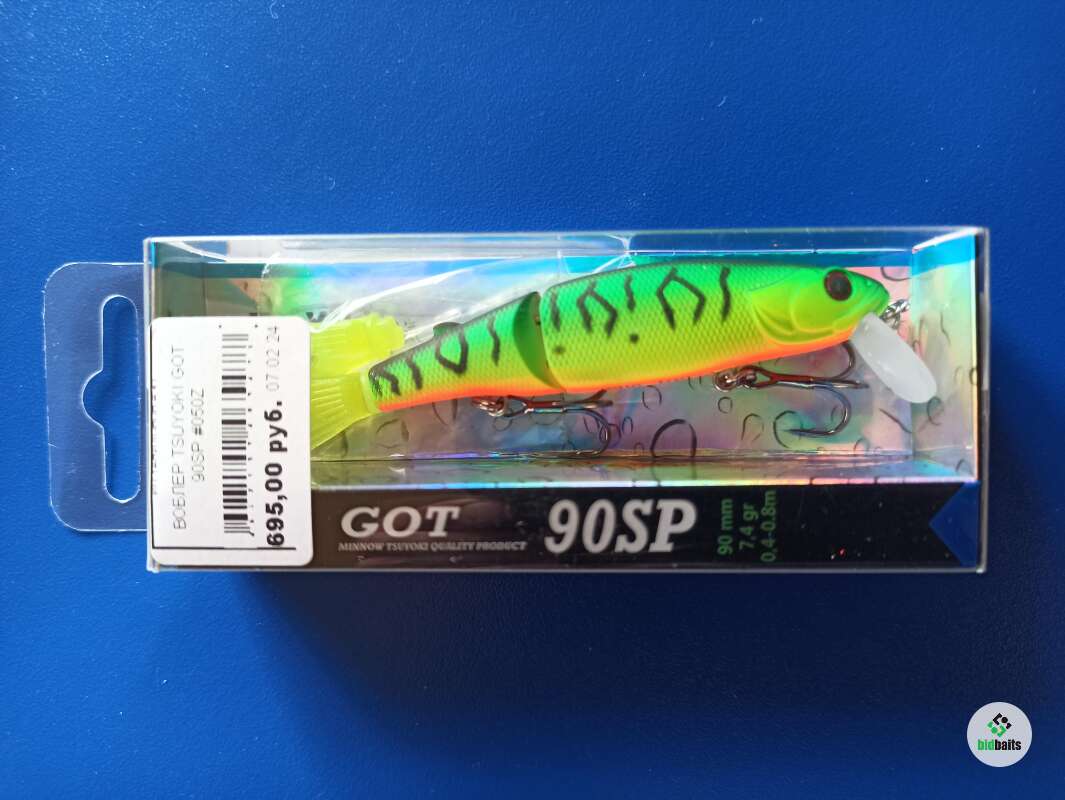 ВОБЛЕР TSUYOKI GOT
90SP #050Z
695,00 руб. 07 02 24
GOT
MINNOW TSUYOKI QUALITY PRODUCT
90SP
90 mm
7.4 gr
0.4-0.8m
bidbaits